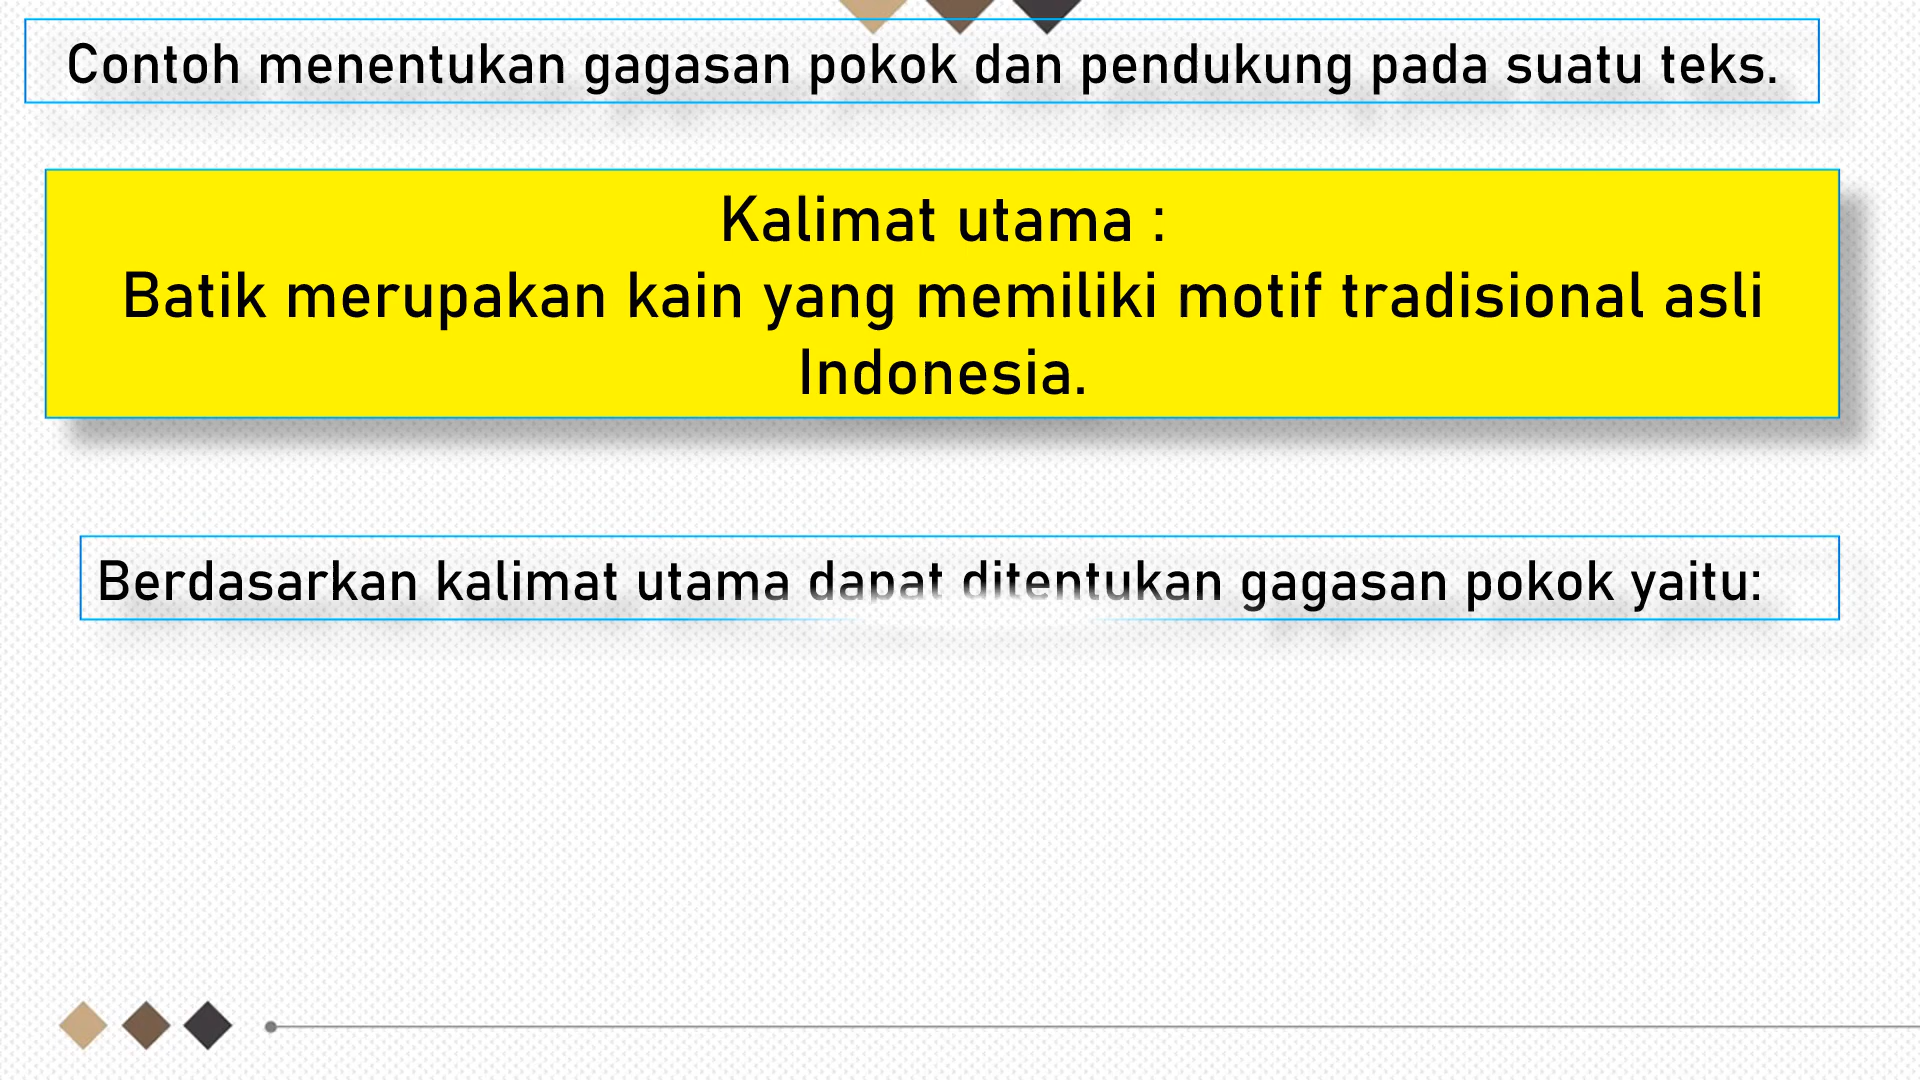 Contoh menentukan gagasan pokok dan pendukung pada suatu teks.
Kalimat utama :
Batik merupakan kain yang memiliki motif tradisional asli
Indonesia.
Berdasarkan kalimat utama dapat ditentukan gagasan pokok yaitu: